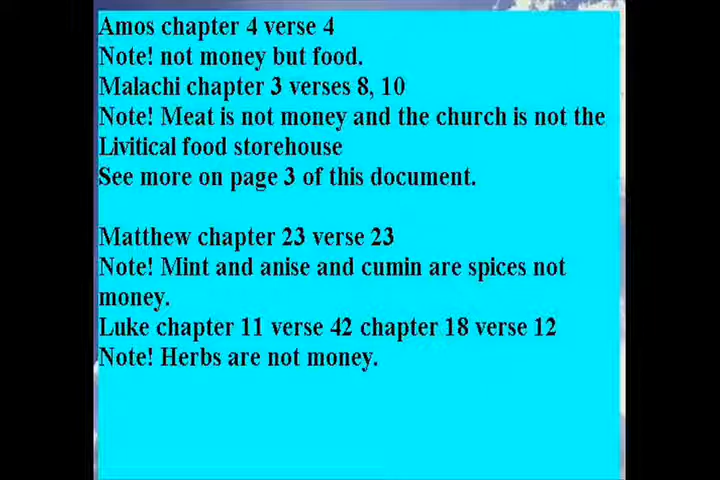 Amos chapter 4 verse 4
Note! not money but food.
Malachi chapter 3 verses 8, 10
Note! Meat is not money and the church is not the
Livitical food storehouse
See more on page 3 of this document.
Matthew chapter 23 verse 23
Note! Mint and anise and cumin are spices not
money.
Luke chapter 11 verse 42 chapter 18 verse 12
Note! Herbs are not money.